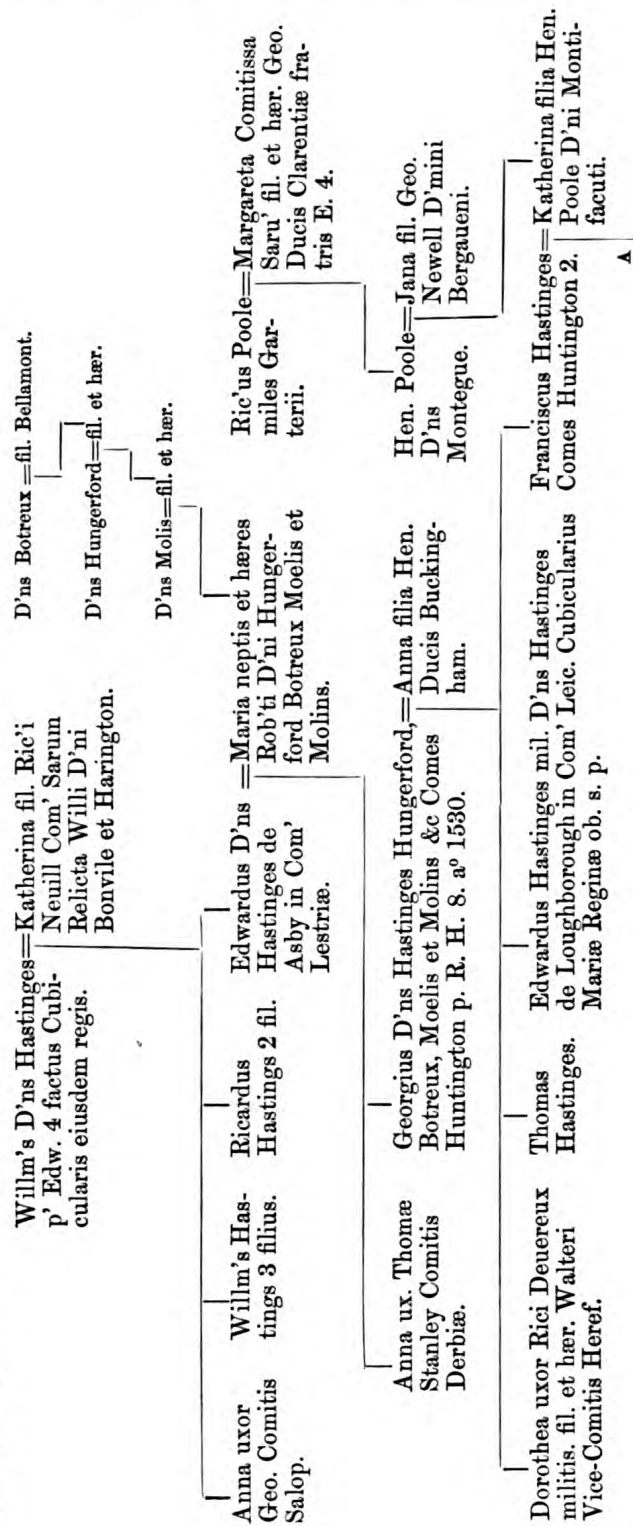 Willm's D'ns Hastinges=Katherina fil. Ric'i
p' Edw. 4 factus Cubi-
cularis eiusdem regis.
Neuill Com' Sarum
Relicta Willi D'ni
Bonvile et Harington.
D'ns Botreux=fil. Bellamont.
D'ns Hungerford=fil. et hær.
D'ns Molis=fil. et hær.
Anna uxor
Geo. Comitis
Salop.
Willm's Has-
tings 3 filius.
Ricardus
Hastings 2 fil.
Edwardus D'ns
Hastinges de
Asby in Com'
Lestriæ.
=Maria neptis et hæres
Rob'ti D'ni Hunger-
ford Botreux Moelis et
Molins.
Ric'us Poole=Margareta Comitissa
miles Gar-
terii.
Saru' fil. et hær. Geo.
Ducis Clarentiæ fra-
tris E. 4.
Anna ux. Thomæ
Stanley Comitis
Derbiæ.
Georgius D'ns Hastinges Hungerford,=Anna filia Hen.
Botreux, Moelis et Molins &c Comes
Huntington p. R. H. 8. aº 1530.
Ducis Bucking-
ham.
Hen. Poole=Jana fil. Geo.
D'ns
Montegue.
Newell D'mini
Bergaueni.
Dorothea uxor Rici Deuereux
militis. fil. et hær. Walteri
Vice-Comitis Heref.
Thomas
Hastinges.
Edwardus Hastinges mil. D'ns Hastinges
de Loughborough in Com' Leic. Cubicularius
Mariæ Reginæ ob. s. p.
Franciscus Hastinges=Katherina filia Hen.
Comes Huntington 2.
Poole D'ni Monti-
facuti.
A